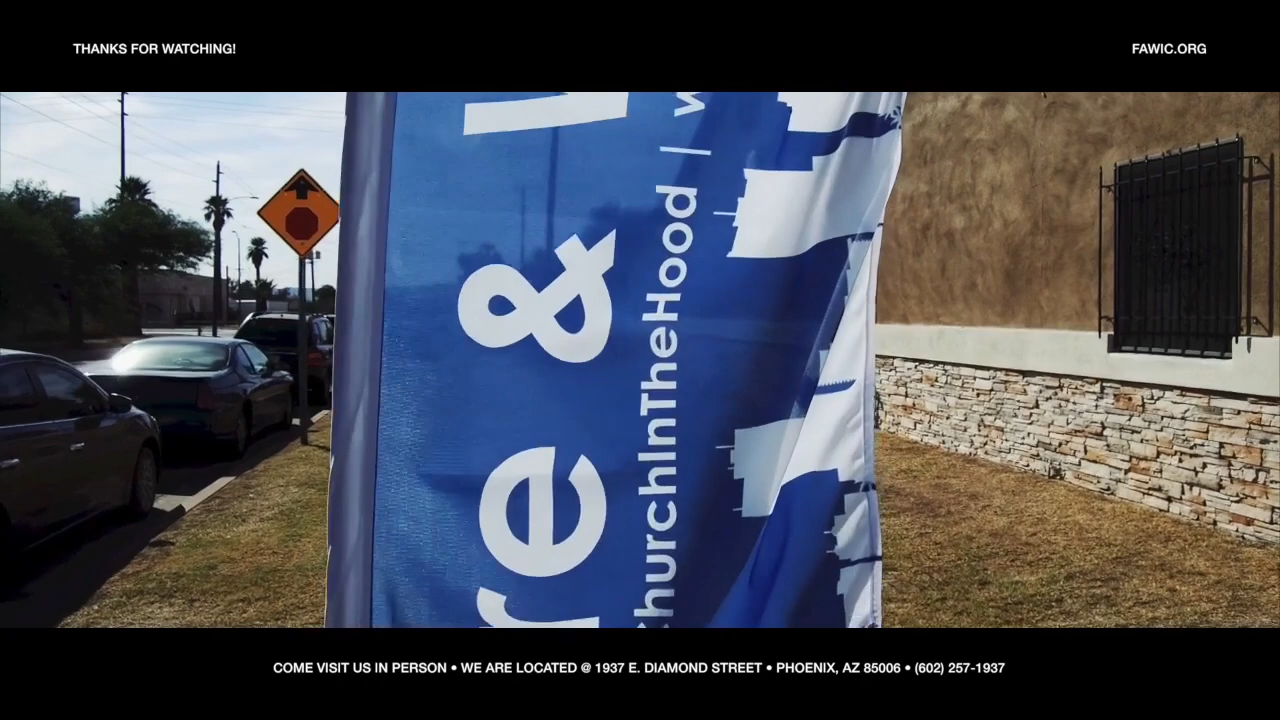 THANKS FOR WATCHING!
FAWIC.ORG
re &
churchInTheHood |
COME VISIT US IN PERSON • WE ARE LOCATED @ 1937 E. DIAMOND STREET • PHOENIX, AZ 85006 • (602) 257-1937